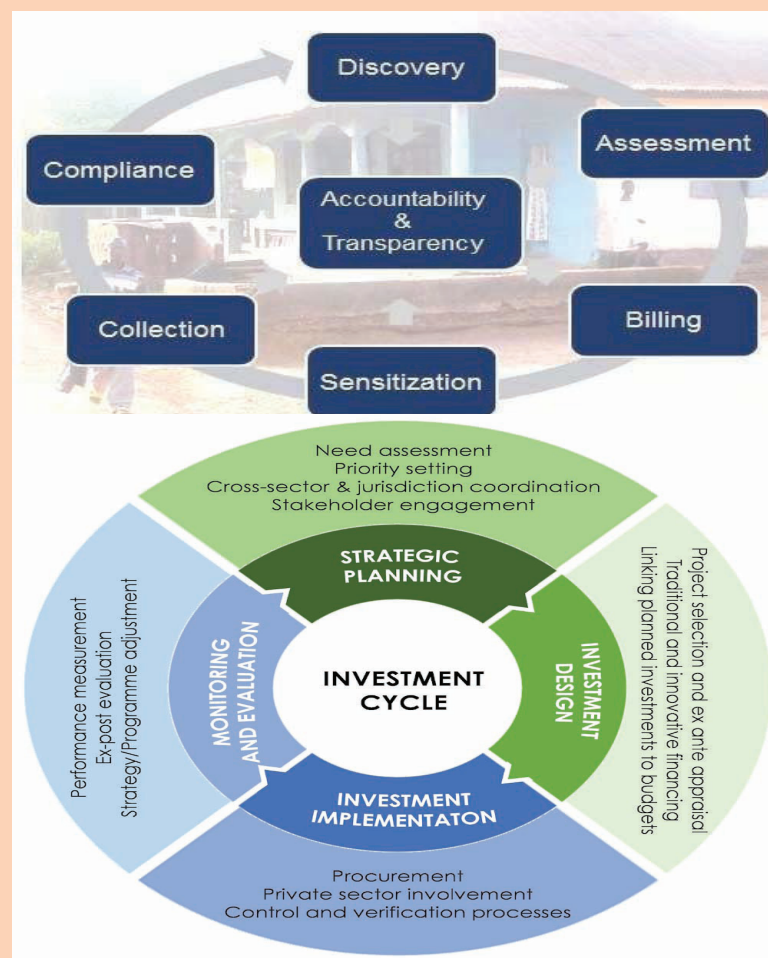 Discovery
Assessment
Compliance
Accountability
&
Transparency
Billing
Collection
Sensitization
Need assessment
Priority setting
Cross-sector & jurisdiction coordination
Stakeholder engagement
STRATEGIC
PLANNING
Project selection and ex ante appraisal
Traditional and innovative financing
Linking planned investments to budgets
INVESTMENT
DESIGN
INVESTMENT
CYCLE
MONITORING
AND EVALUATION
Performance measurement
Ex-post evaluation
Strategy/Programme adjustment
INVESTMENT
IMPLEMENTATON
Procurement
Private sector involvement
Control and verification processes